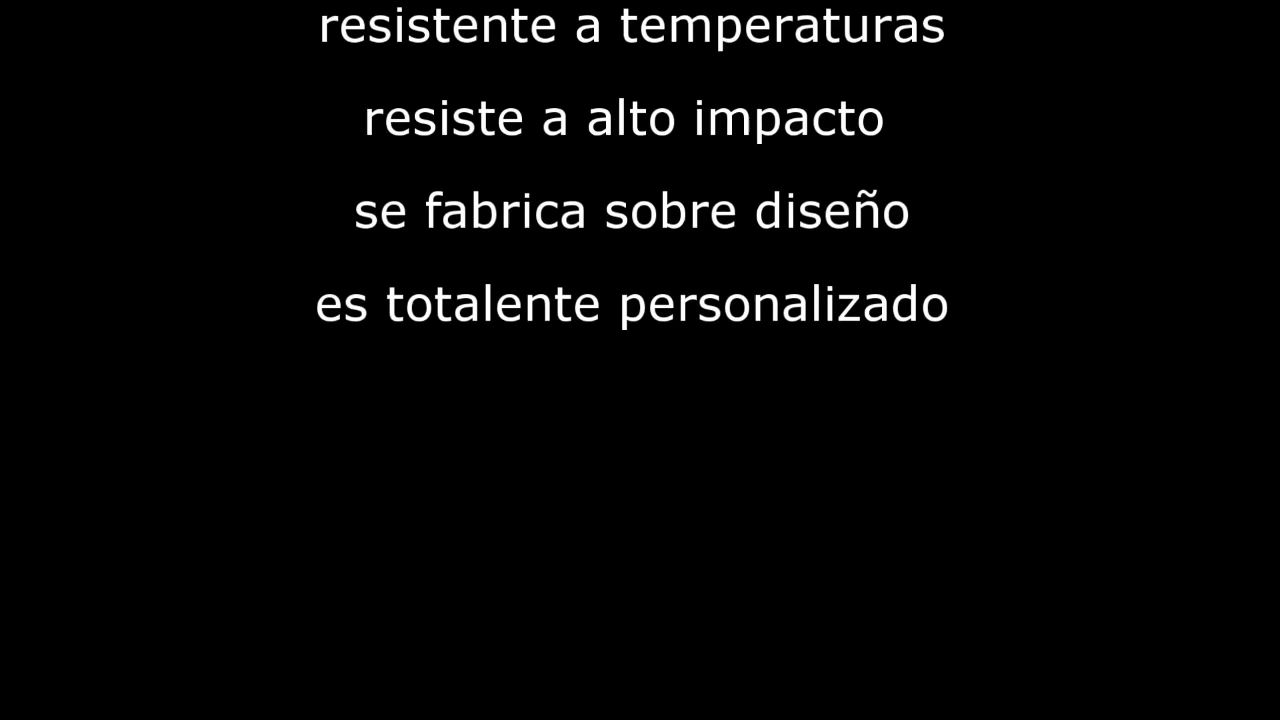 resistente a temperaturas
resiste a alto impacto
se fabrica sobre diseño
es totalente personalizado